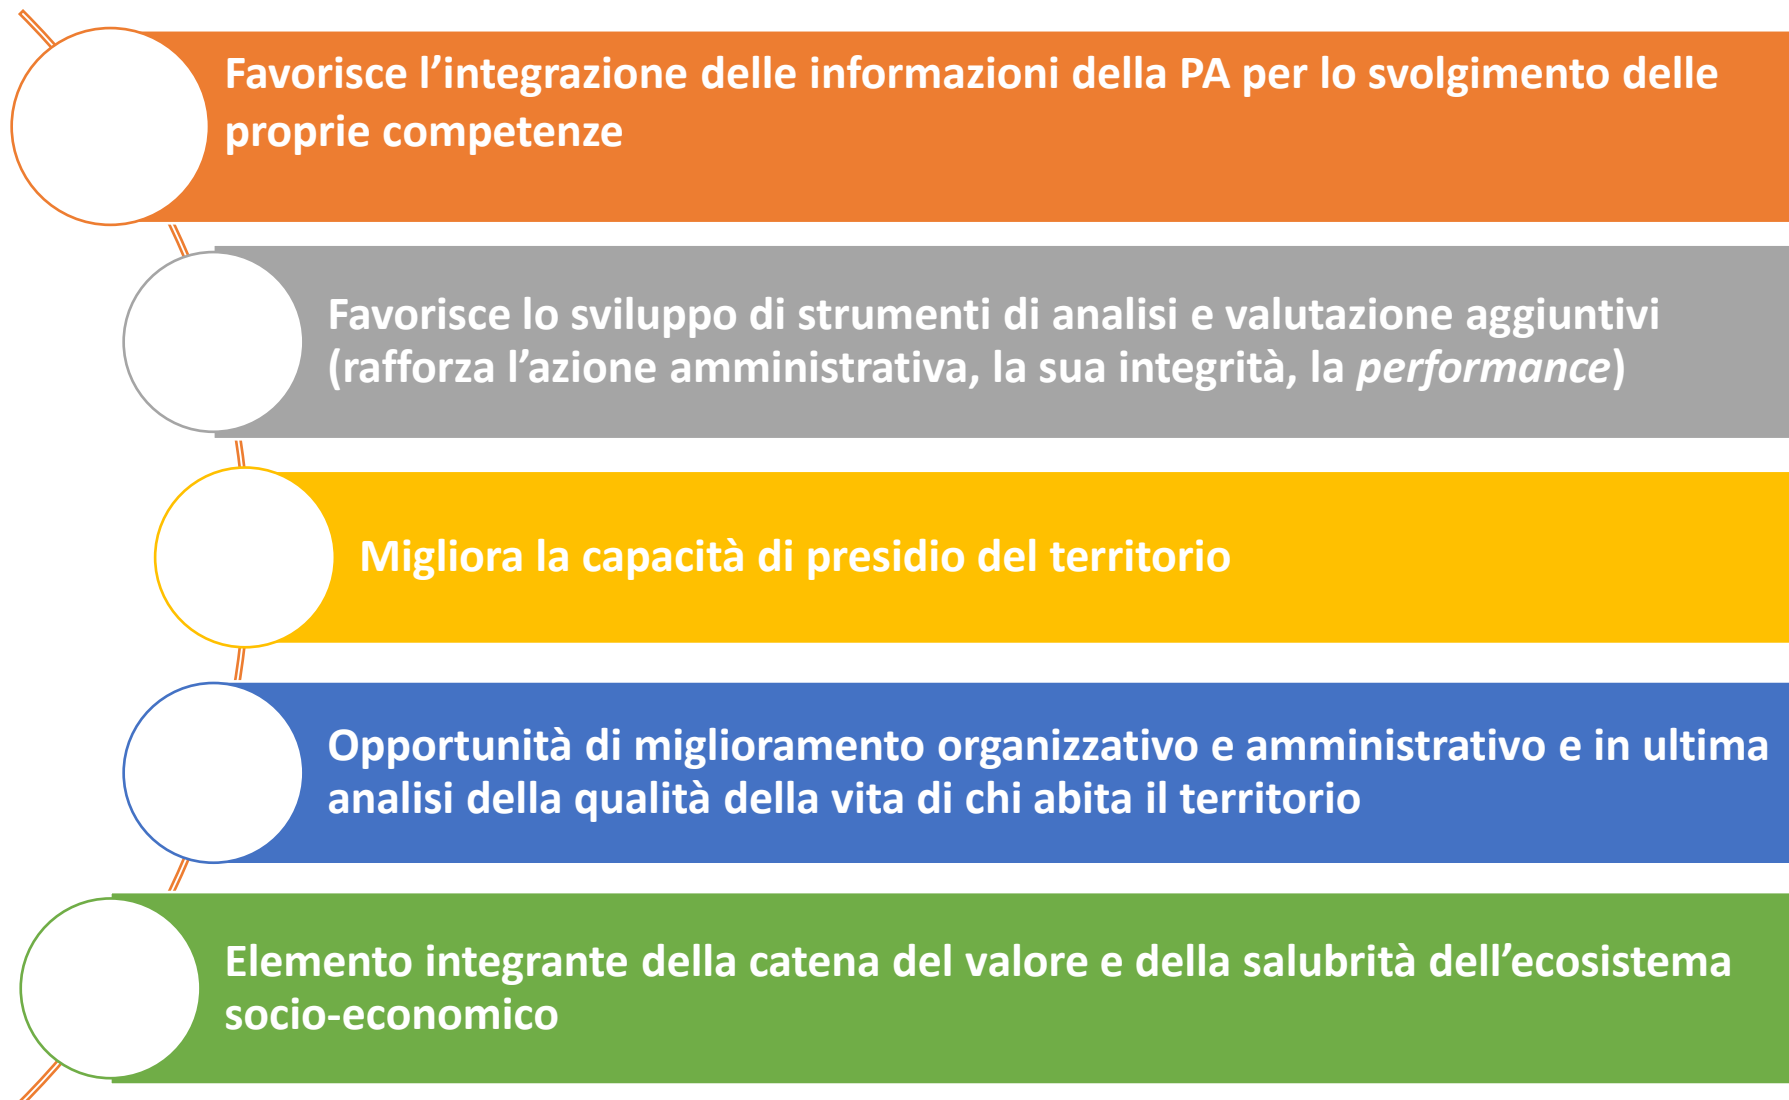 Favorisce l’integrazione delle informazioni della PA per lo svolgimento delle
proprie competenze
Favorisce lo sviluppo di strumenti di analisi e valutazione aggiuntivi
(rafforza l’azione amministrativa, la sua integrità, la performance)
Migliora la capacità di presidio del territorio
Opportunità di miglioramento organizzativo e amministrativo e in ultima
analisi della qualità della vita di chi abita il territorio
Elemento integrante della catena del valore e della salubrità dell’ecosistema
socio-economico